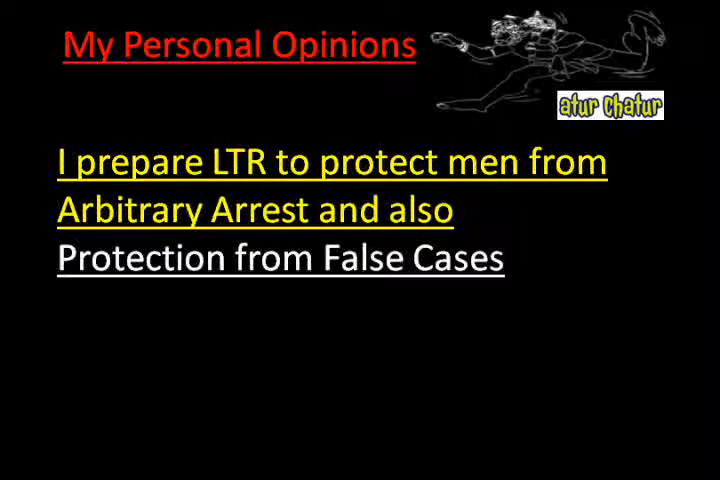 My Personal Opinions
atur chatur
I prepare LTR to protect men from
Arbitrary Arrest and also
Protection from False Cases